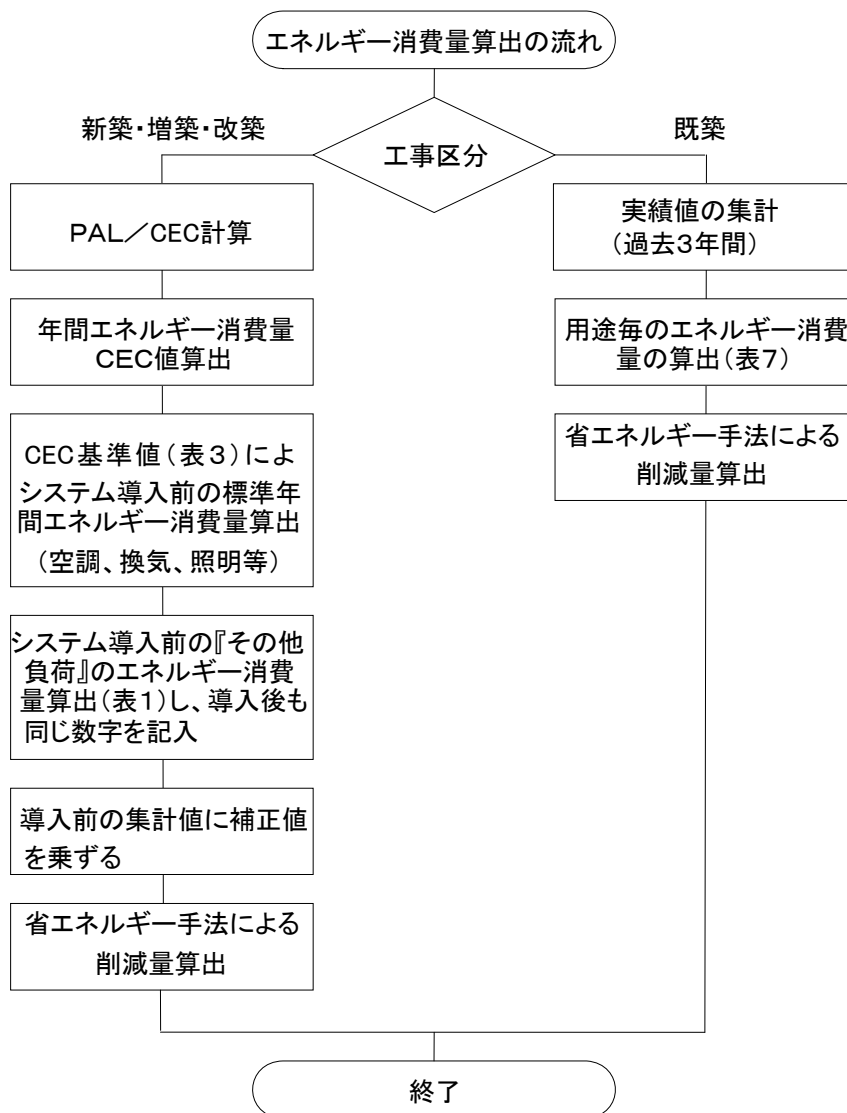 エネルギー消費量算出の流れ
新築・増築・改築
工事区分
既築
PAL／CEC計算
年間エネルギー消費量
CEC値算出
CEC基準値（表３）によ
システム導入前の標準年
間エネルギー消費量算出
（空調、換気、照明等）
システム導入前の『その他
負荷』のエネルギー消費
量算出（表１）し、導入後も
同じ数字を記入
導入前の集計値に補正値
を乗ずる
省エネルギー手法による
削減量算出
実績値の集計
（過去３年間）
用途毎のエネルギー消費
量の算出（表７）
省エネルギー手法による
削減量算出
終了